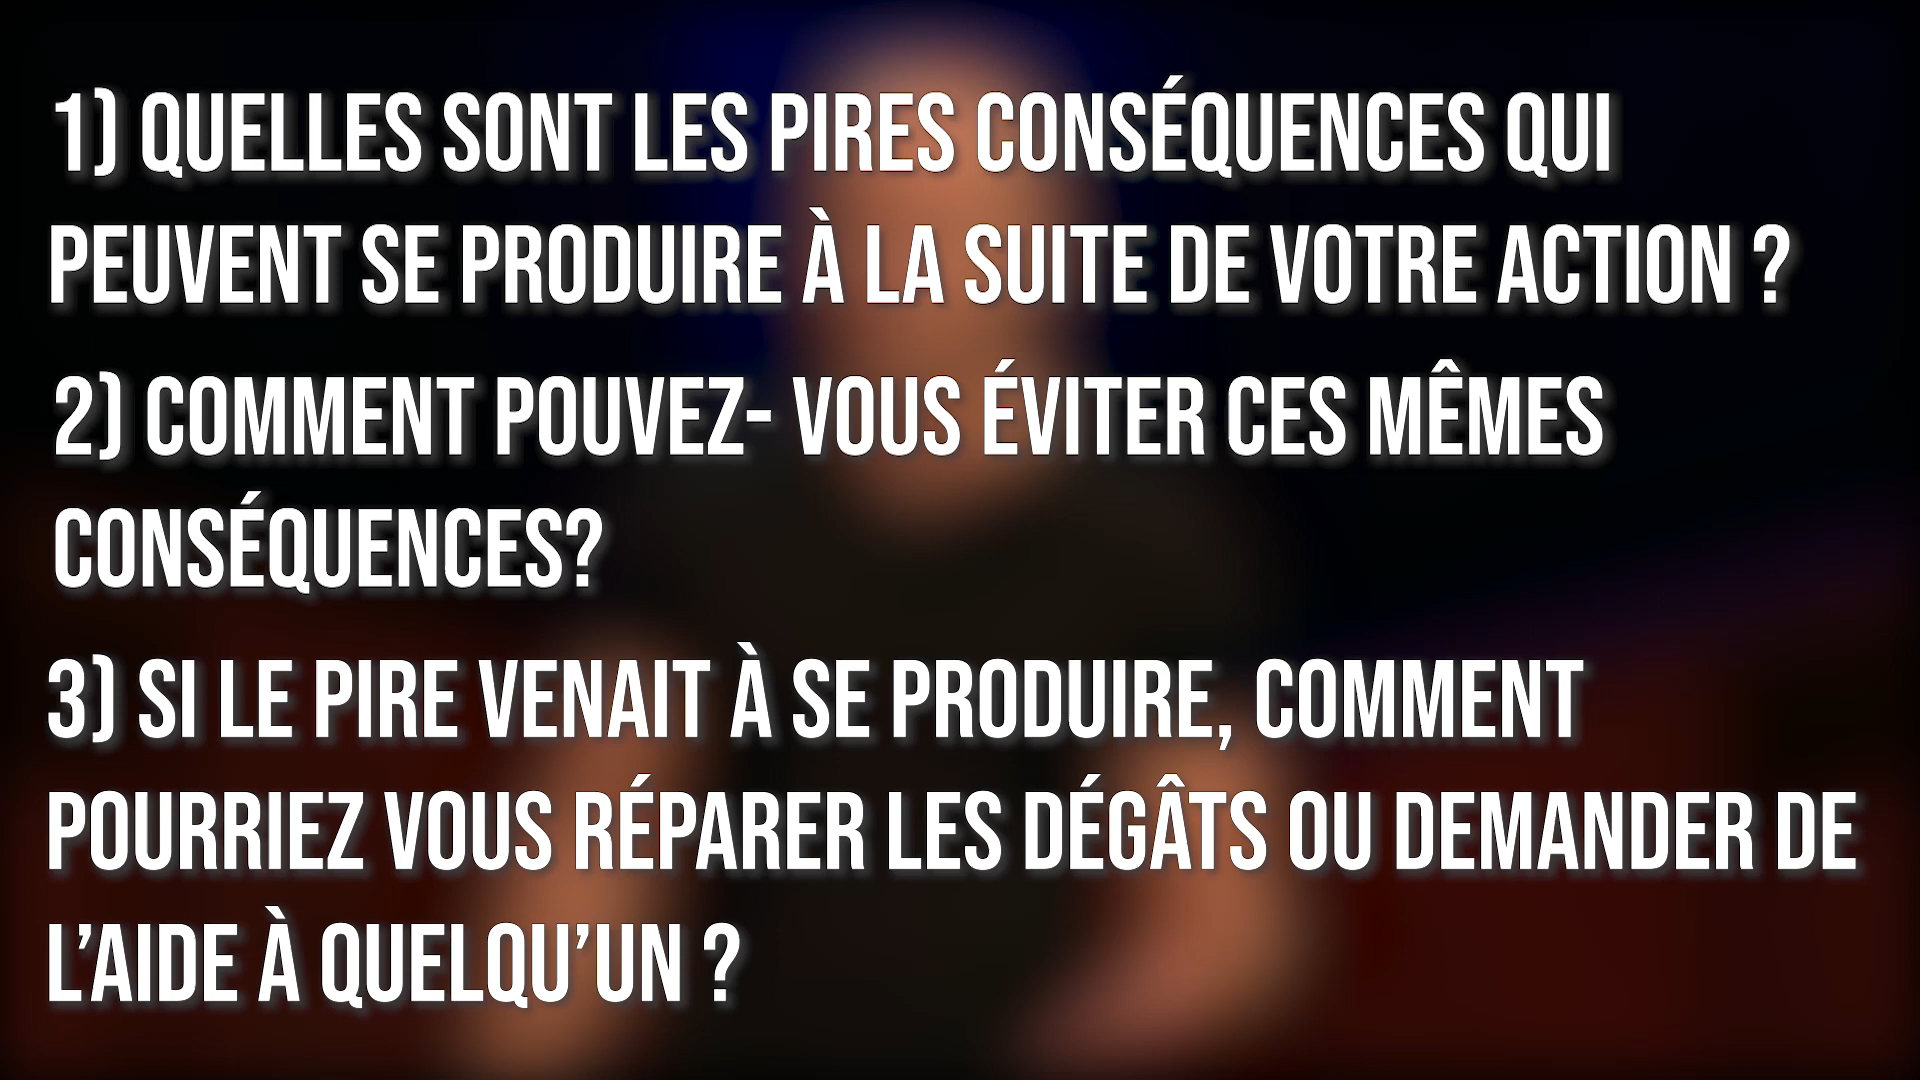 1) QUELLES SONT LES PIRES CONSÉQUENCES QUI
PEUVENT SE PRODUIRE À LA SUITE DE VOTRE ACTION ?
2) COMMENT POUVEZ- VOUS ÉVITER CES MÊMES
CONSÉQUENCES?
3) SI LE PIRE VENAIT À SE PRODUIRE, COMMENT
POURRIEZ VOUS RÉPARER LES DÉGÂTS OU DEMANDER DE
L’AIDE À QUELQU’UN ?